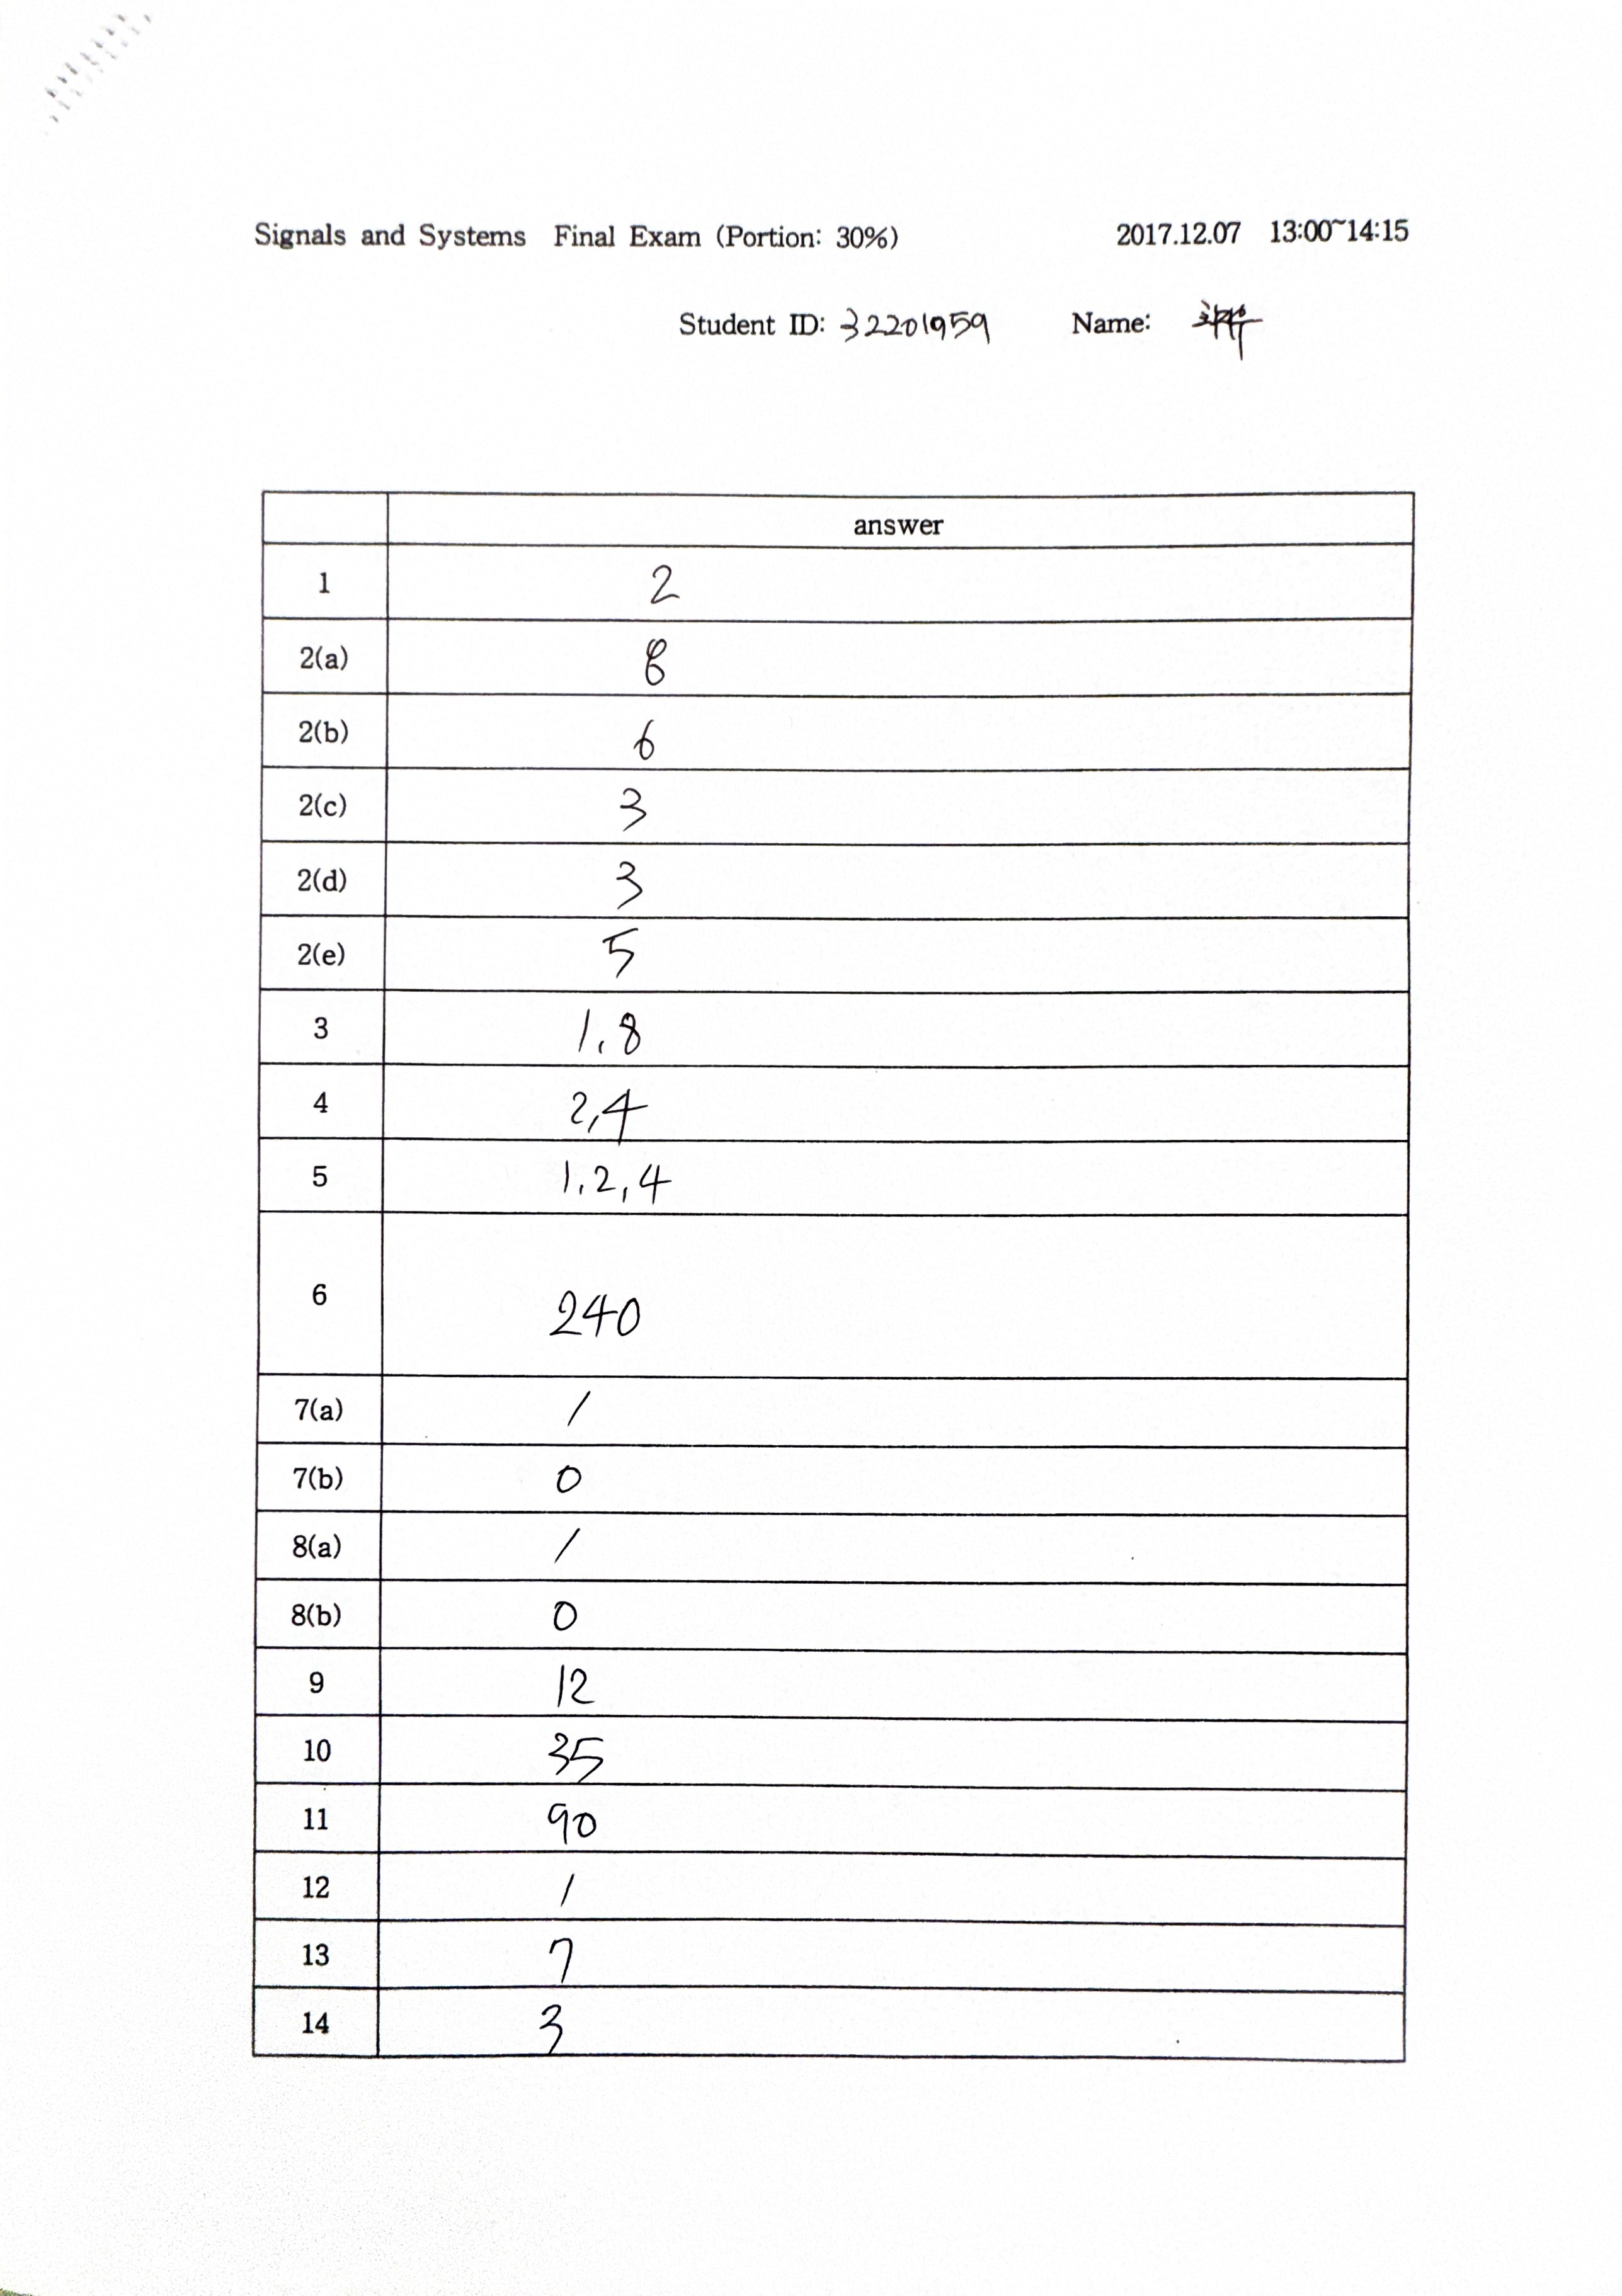 Signals and Systems Final Exam (Portion: 30%) 2017.12.07 13:00~14:15
Student ID: 32201959 Name:
answer
1 2
2(a) 8
2(b) 6
2(c) 3
2(d) 3
2(e) 5
3 1,8
4 2,4
5 1,2,4
6 240
7(a) /
7(b) 0
8(a) /
8(b) 0
9 12
10 35
11 90
12 1
13 7
14 3